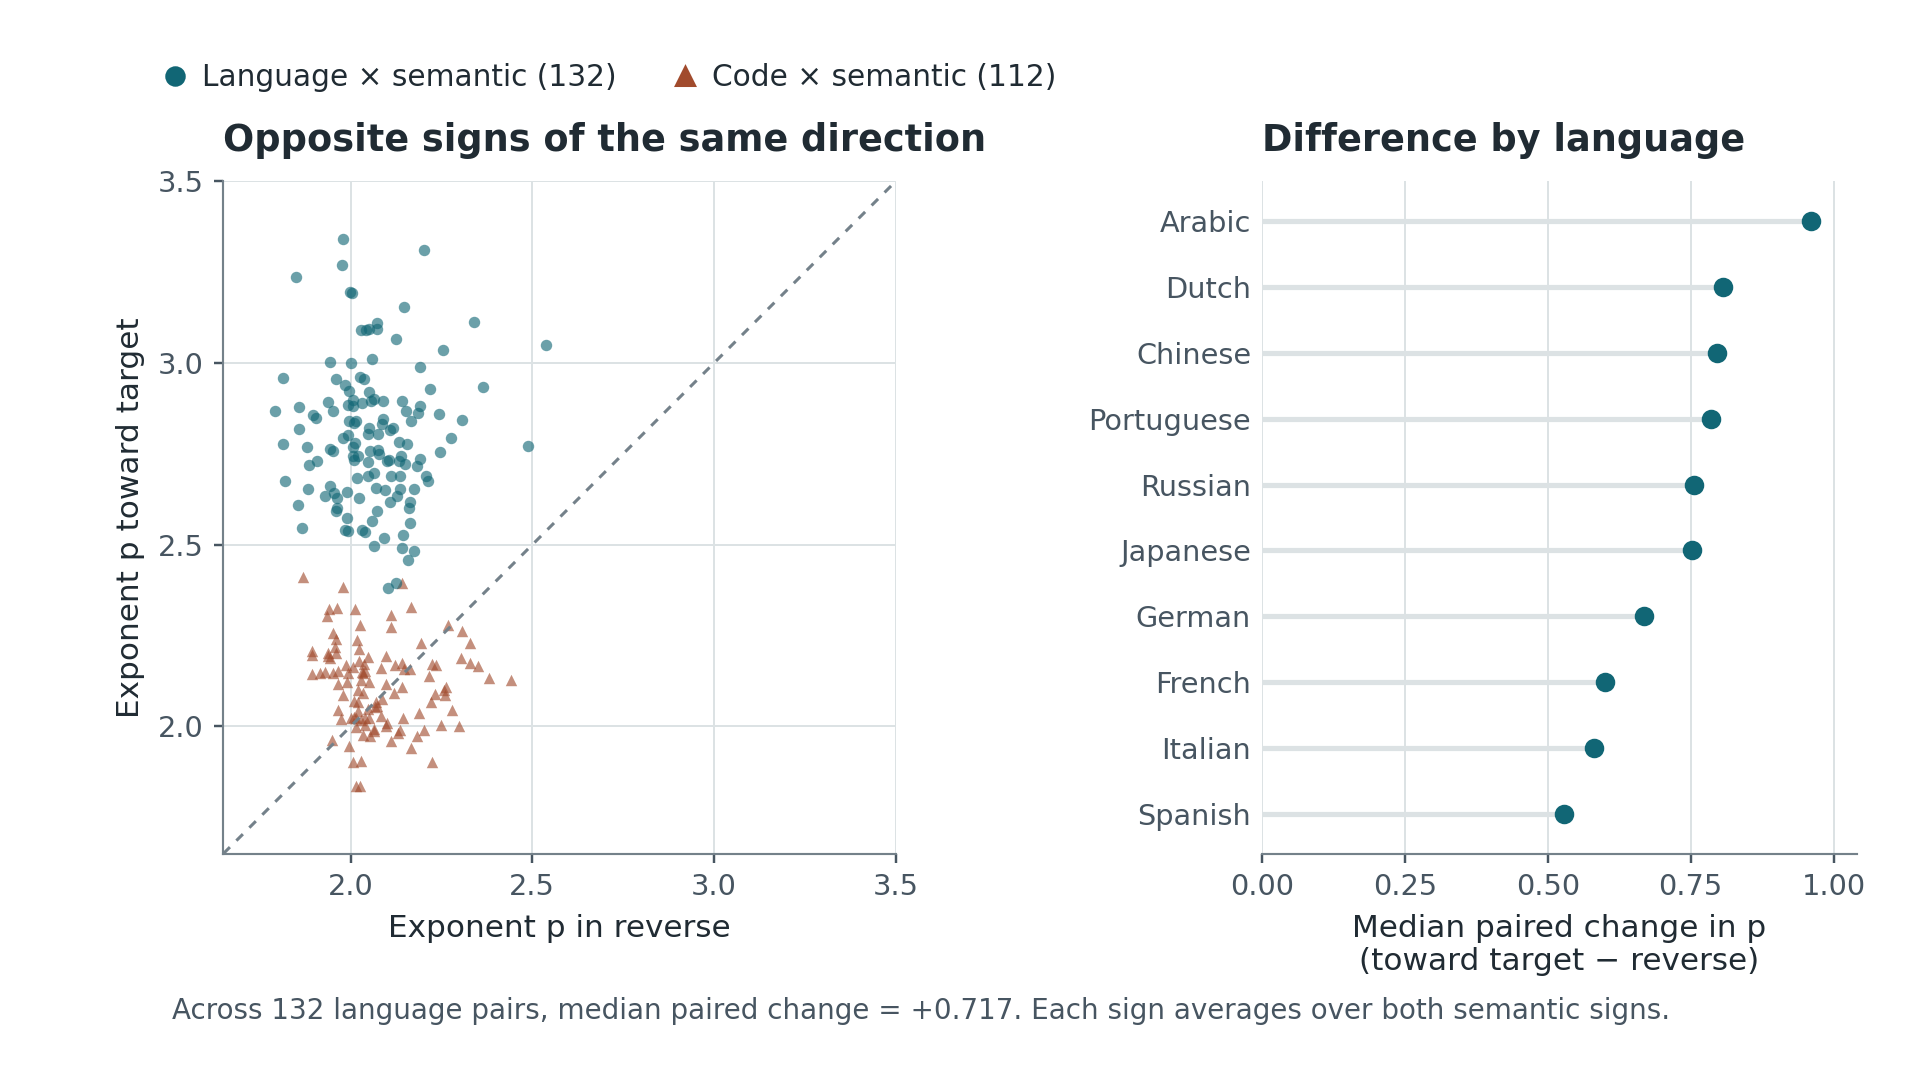 Language × semantic (132)
Code × semantic (112)
Opposite signs of the same direction
3.5
3.0
2.5
2.0
Exponent p toward target
2.0
2.5
3.0
3.5
Exponent p in reverse
Difference by language
Arabic
Dutch
Chinese
Portuguese
Russian
Japanese
German
French
Italian
Spanish
0.00
0.25
0.50
0.75
1.00
Median paired change in p
(toward target − reverse)
Across 132 language pairs, median paired change = +0.717. Each sign averages over both semantic signs.